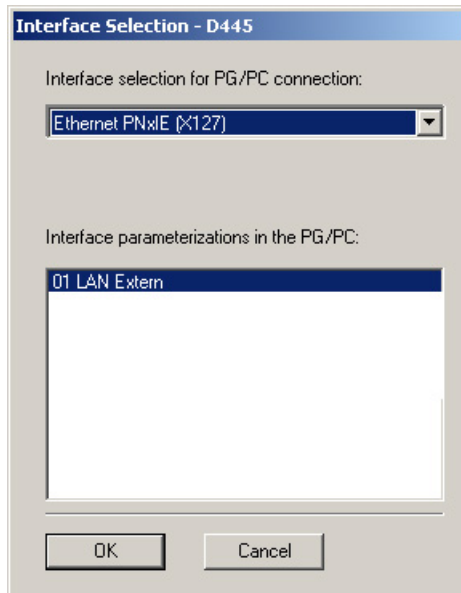 Interface Selection - D445
Interface selection for PG/PC connection:
Ethernet PNxIE (X127)
Interface parameterizations in the PG/PC:
01 LAN Extern
OK
Cancel